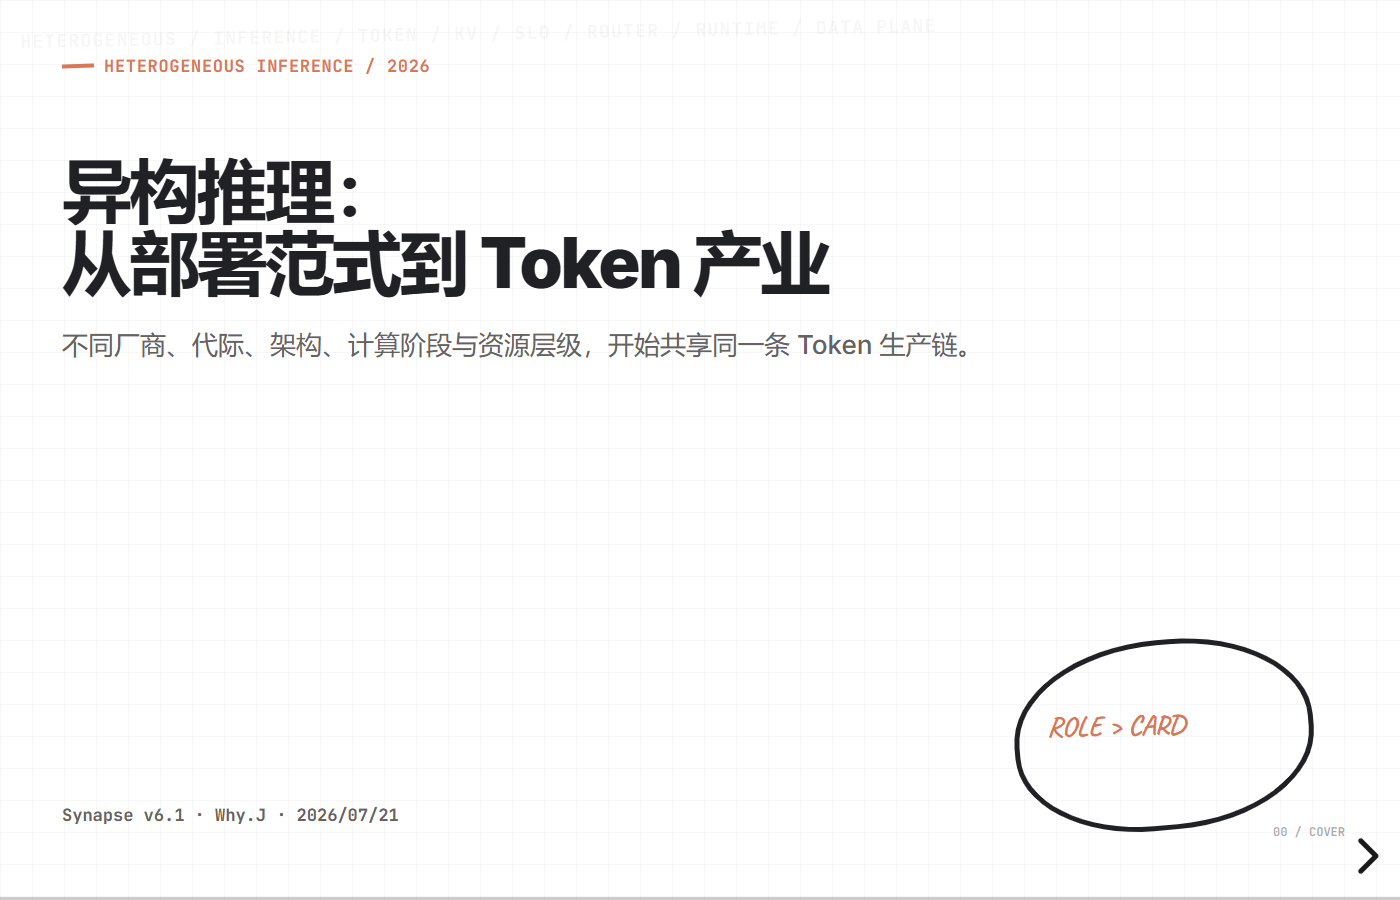 HETEROGENEOUS / INFERENCE / TOKEN / KV / SLO / ROUTER / RUNTIME / DATA PLANE
HETEROGENEOUS INFERENCE / 2026
异构推理：
从部署范式到 Token 产业
不同厂商、代际、架构、计算阶段与资源层级，开始共享同一条 Token 生产链。
ROLE > CARD
Synapse v6.1 · Why.J · 2026/07/21
00 / COVER